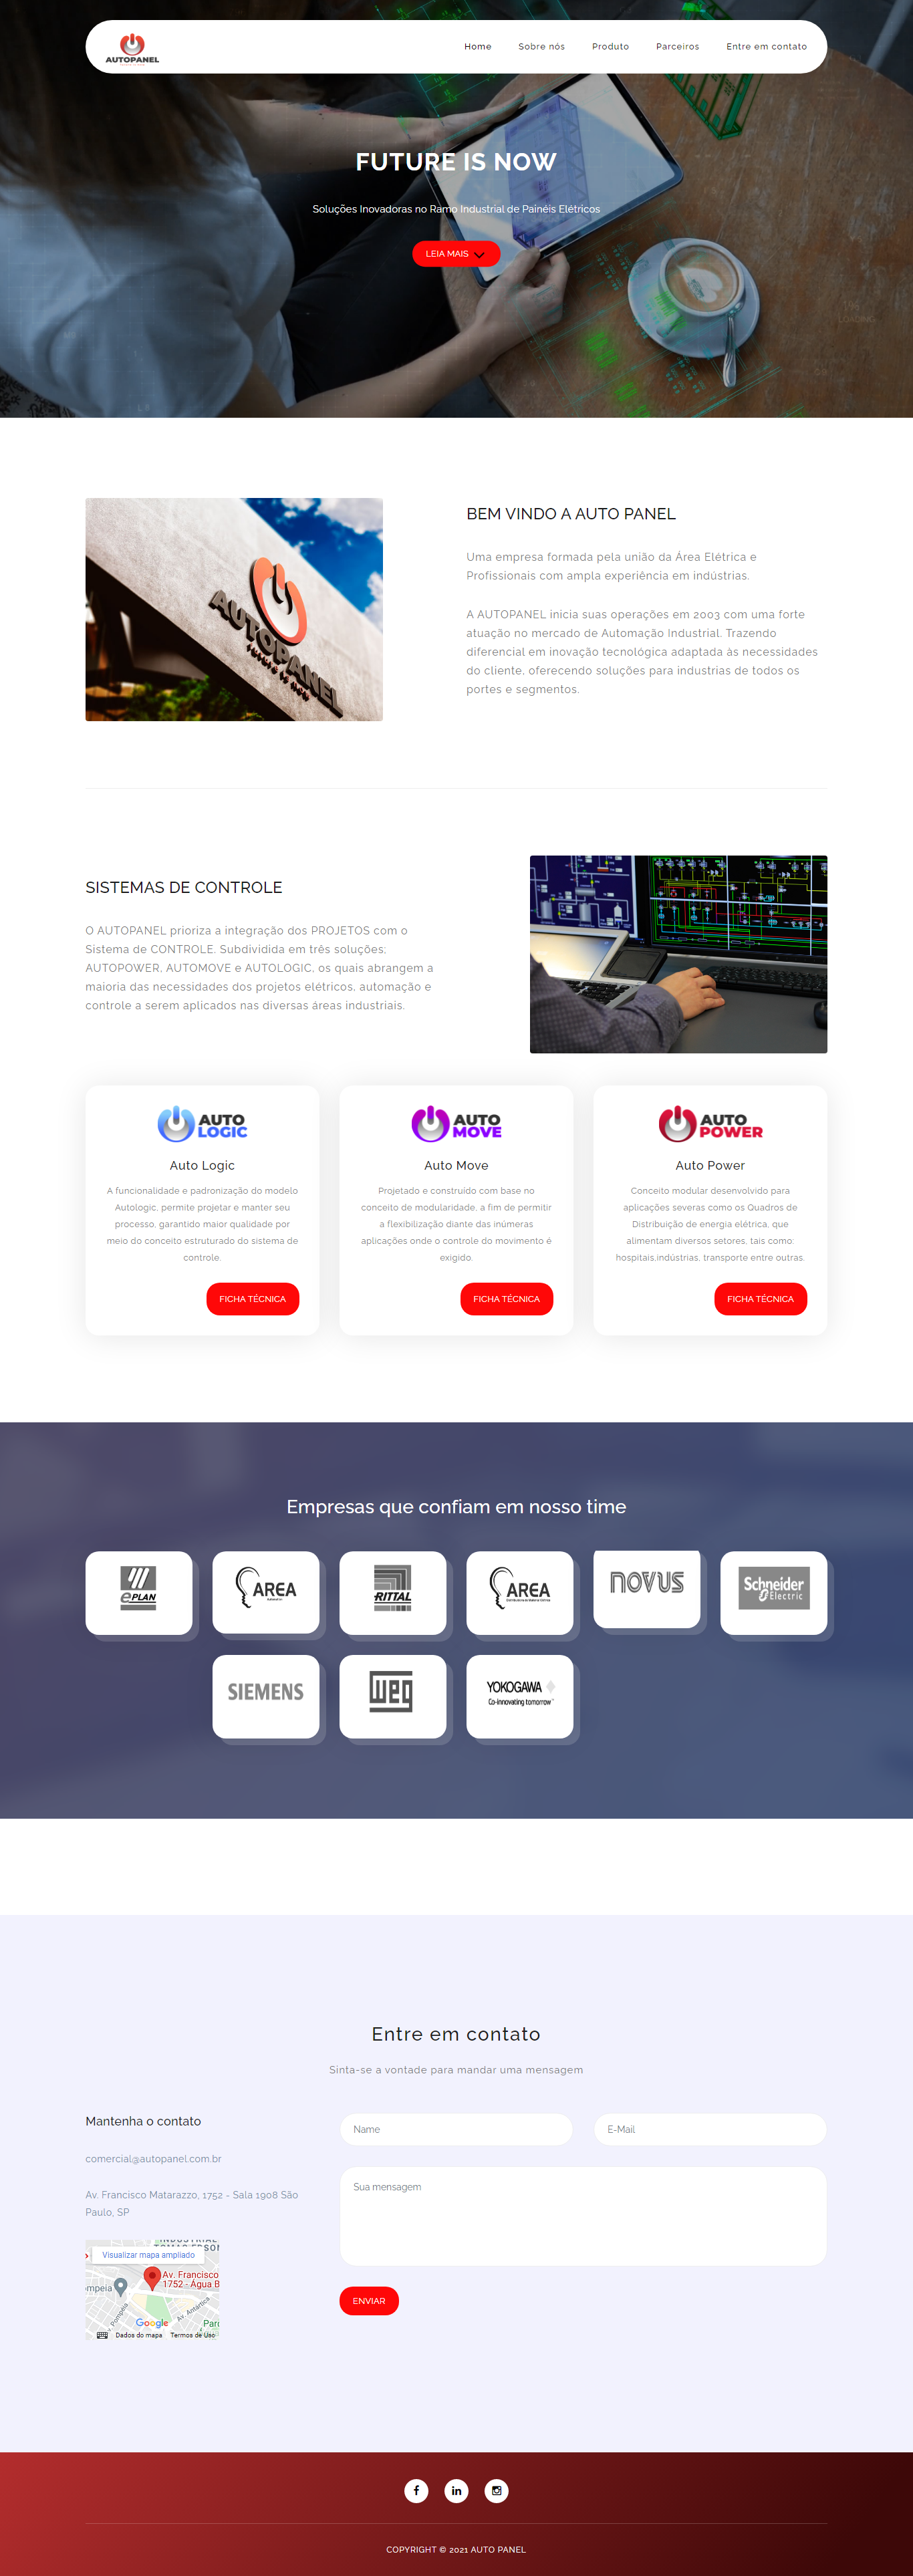 AUTOPANEL
Home Sobre nós Produto Parceiros Entre em contato
FUTURE IS NOW
Soluções Inovadoras no Ramo Industrial de Painéis Elétricos
LEIA MAIS
AUTOPANEL
BEM VINDO A AUTO PANEL
Uma empresa formada pela união da Área Elétrica e
Profissionais com ampla experiência em indústrias.
A AUTOPANEL inicia suas operações em 2003 com uma forte
atuação no mercado de Automação Industrial. Trazendo
diferencial em inovação tecnológica adaptada às necessidades
do cliente, oferecendo soluções para industrias de todos os
portes e segmentos.
SISTEMAS DE CONTROLE
O AUTOPANEL prioriza a integração dos PROJETOS com o
Sistema de CONTROLE. Subdividida em três soluções;
AUTOPOWER, AUTOMOVE e AUTOLOGIC, os quais abrangem a
maioria das necessidades dos projetos elétricos, automação e
controle a serem aplicados nas diversas áreas industriais.
AUTO
LOGIC
Auto Logic
A funcionalidade e padronização do modelo
Autologic, permite projetar e manter seu
processo, garantido maior qualidade por
meio do conceito estruturado do sistema de
controle.
FICHA TÉCNICA
AUTO
MOVE
Auto Move
Projetado e construído com base no
conceito de modularidade, a fim de permitir
a flexibilização diante das inúmeras
aplicações onde o controle do movimento é
exigido.
FICHA TÉCNICA
AUTO
POWER
Auto Power
Conceito modular desenvolvido para
aplicações severas como os Quadros de
Distribuição de energia elétrica, que
alimentam diversos setores, tais como:
hospitais,indústrias, transporte entre outras.
FICHA TÉCNICA
Empresas que confiam em nosso time
ePLAN
AREA
RITTAL
AREA
NOVUS
Schneider
Electric
SIEMENS
weg
YOKOGAWA
Co-innovating tomorrow
Entre em contato
Sinta-se a vontade para mandar uma mensagem
Mantenha o contato
comercial@autopanel.com.br
Av. Francisco Matarazzo, 1752 - Sala 1908 São
Paulo, SP
Visualizar mapa ampliado
Av. Francisco
1752 - Água B
mpeia
Pompéia
Av. Antártica
Google
Parc
Dados do mapa Termos de Uso
Name
E-Mail
Sua mensagem
ENVIAR
COPYRIGHT © 2021 AUTO PANEL